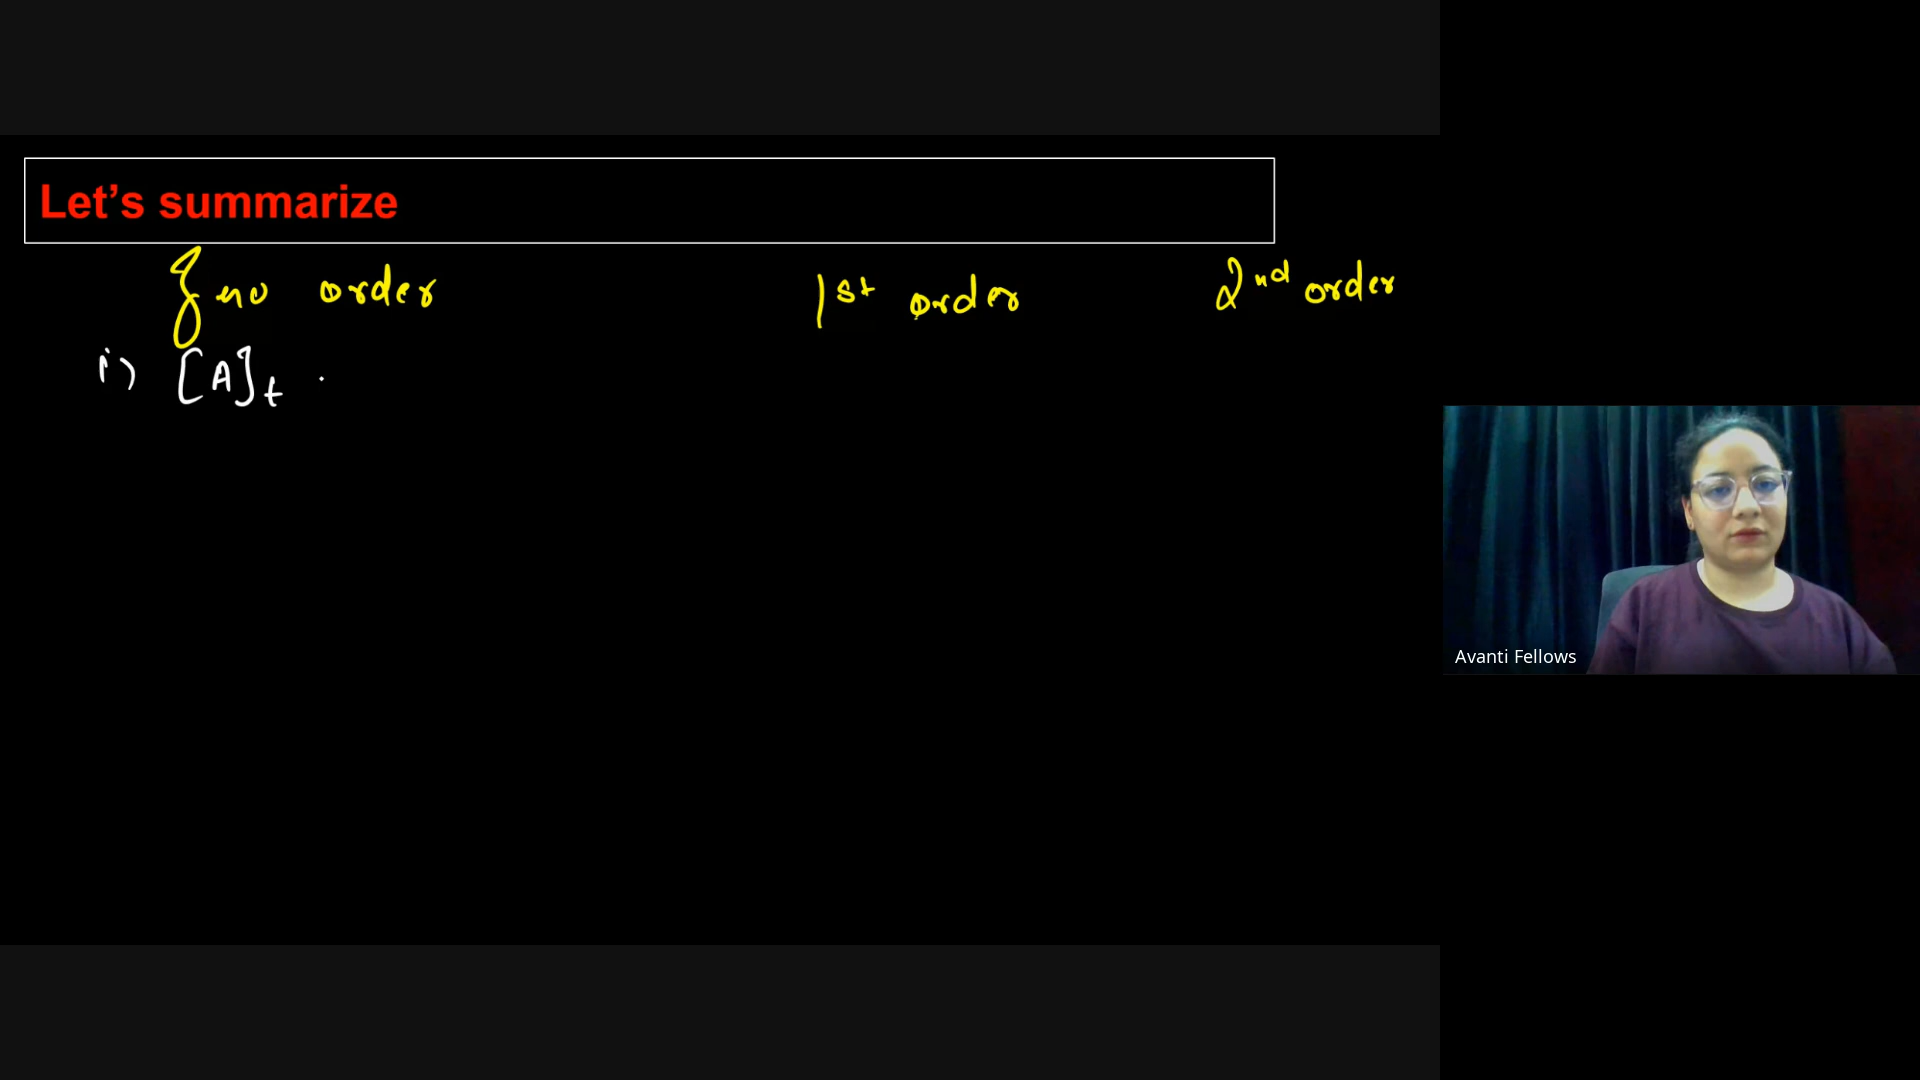 Let's summarize
Zero order 1st order 2nd order
i) [A]t
Avanti Fellows